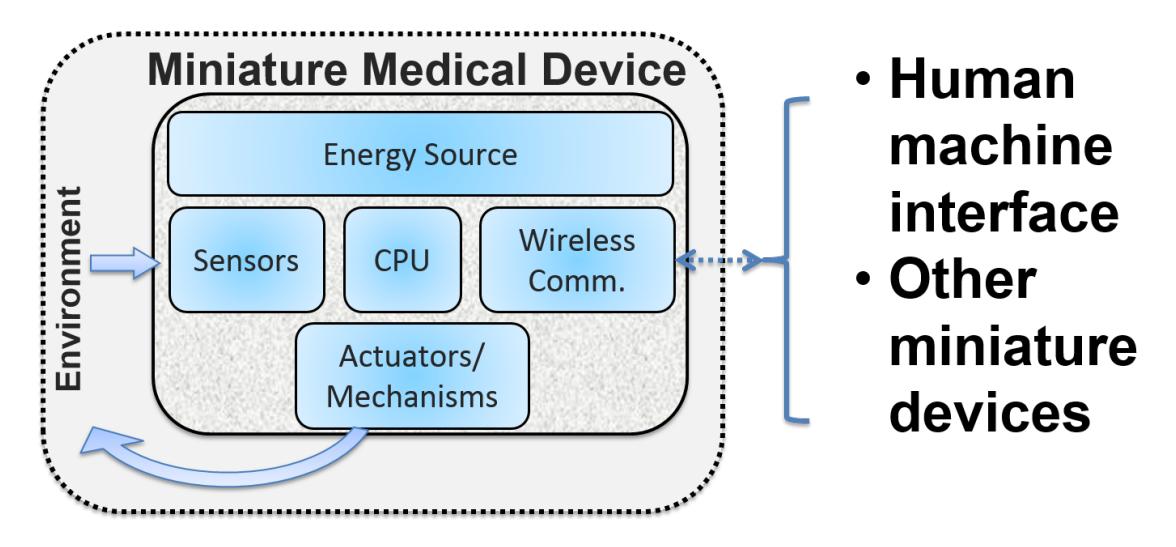 Miniature Medical Device
Energy Source
Sensors
CPU
Wireless
Comm.
Actuators/
Mechanisms
Environment
• Human
machine
interface
• Other
miniature
devices